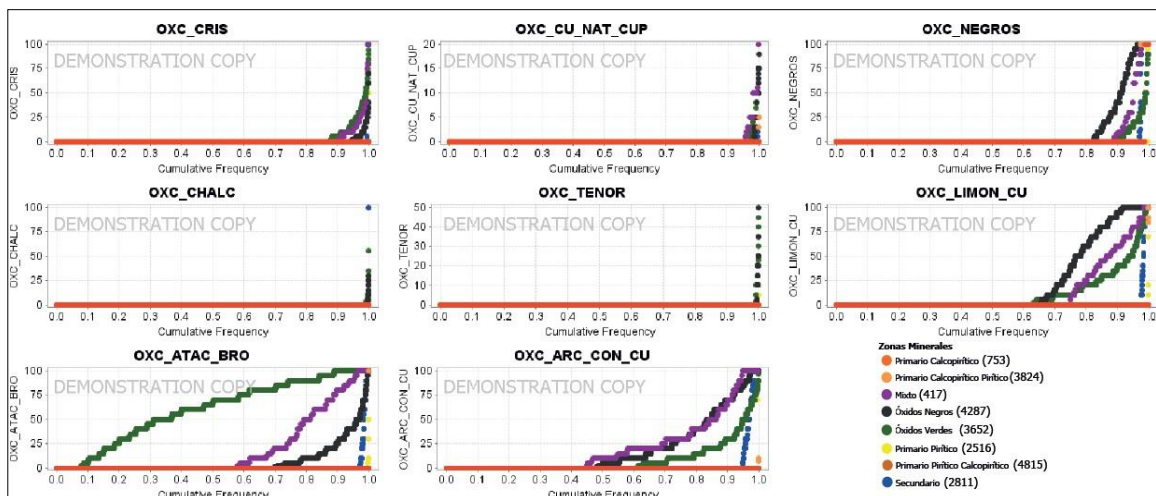 OXC_CRIS
DEMONSTRATION COPY
OXC_CRIS
100
75
50
25
0
0.0 0.1 0.2 0.3 0.4 0.5 0.6 0.7 0.8 0.9 1.0
Cumulative Frequency
OXC_CU_NAT_CUP
DEMONSTRATION COPY
OXC_CU_NAT_CUP
20
15
10
5
0
0.0 0.1 0.2 0.3 0.4 0.5 0.6 0.7 0.8 0.9 1.0
Cumulative Frequency
OXC_NEGROS
DEMONSTRATION COPY
OXC_NEGROS
100
75
50
25
0
0.0 0.1 0.2 0.3 0.4 0.5 0.6 0.7 0.8 0.9 1.0
Cumulative Frequency
OXC_CHALC
DEMONSTRATION COPY
OXC_CHALC
100
75
50
25
0
0.0 0.1 0.2 0.3 0.4 0.5 0.6 0.7 0.8 0.9 1.0
Cumulative Frequency
OXC_TENOR
DEMONSTRATION COPY
OXC_TENOR
50
40
30
20
10
0
0.0 0.1 0.2 0.3 0.4 0.5 0.6 0.7 0.8 0.9 1.0
Cumulative Frequency
OXC_LIMON_CU
DEMONSTRATION COPY
OXC_LIMON_CU
100
75
50
25
0
0.0 0.1 0.2 0.3 0.4 0.5 0.6 0.7 0.8 0.9 1.0
Cumulative Frequency
OXC_ATAC_BRO
DEMONSTRATION COPY
OXC_ATAC_BRO
100
75
50
25
0
0.0 0.1 0.2 0.3 0.4 0.5 0.6 0.7 0.8 0.9 1.0
Cumulative Frequency
OXC_ARC_CON_CU
DEMONSTRATION COPY
OXC_ARC_CON_CU
100
75
50
25
0
0.0 0.1 0.2 0.3 0.4 0.5 0.6 0.7 0.8 0.9 1.0
Cumulative Frequency
Zonas Minerales
Primario Calcopirítico (753)
Primario Calcopirítico Pirítico (3824)
Mixto (417)
Óxidos Negros (4287)
Óxidos Verdes (3652)
Primario Pirítico (2516)
Primario Pirítico Calcopirítico (4815)
Secundario (2811)